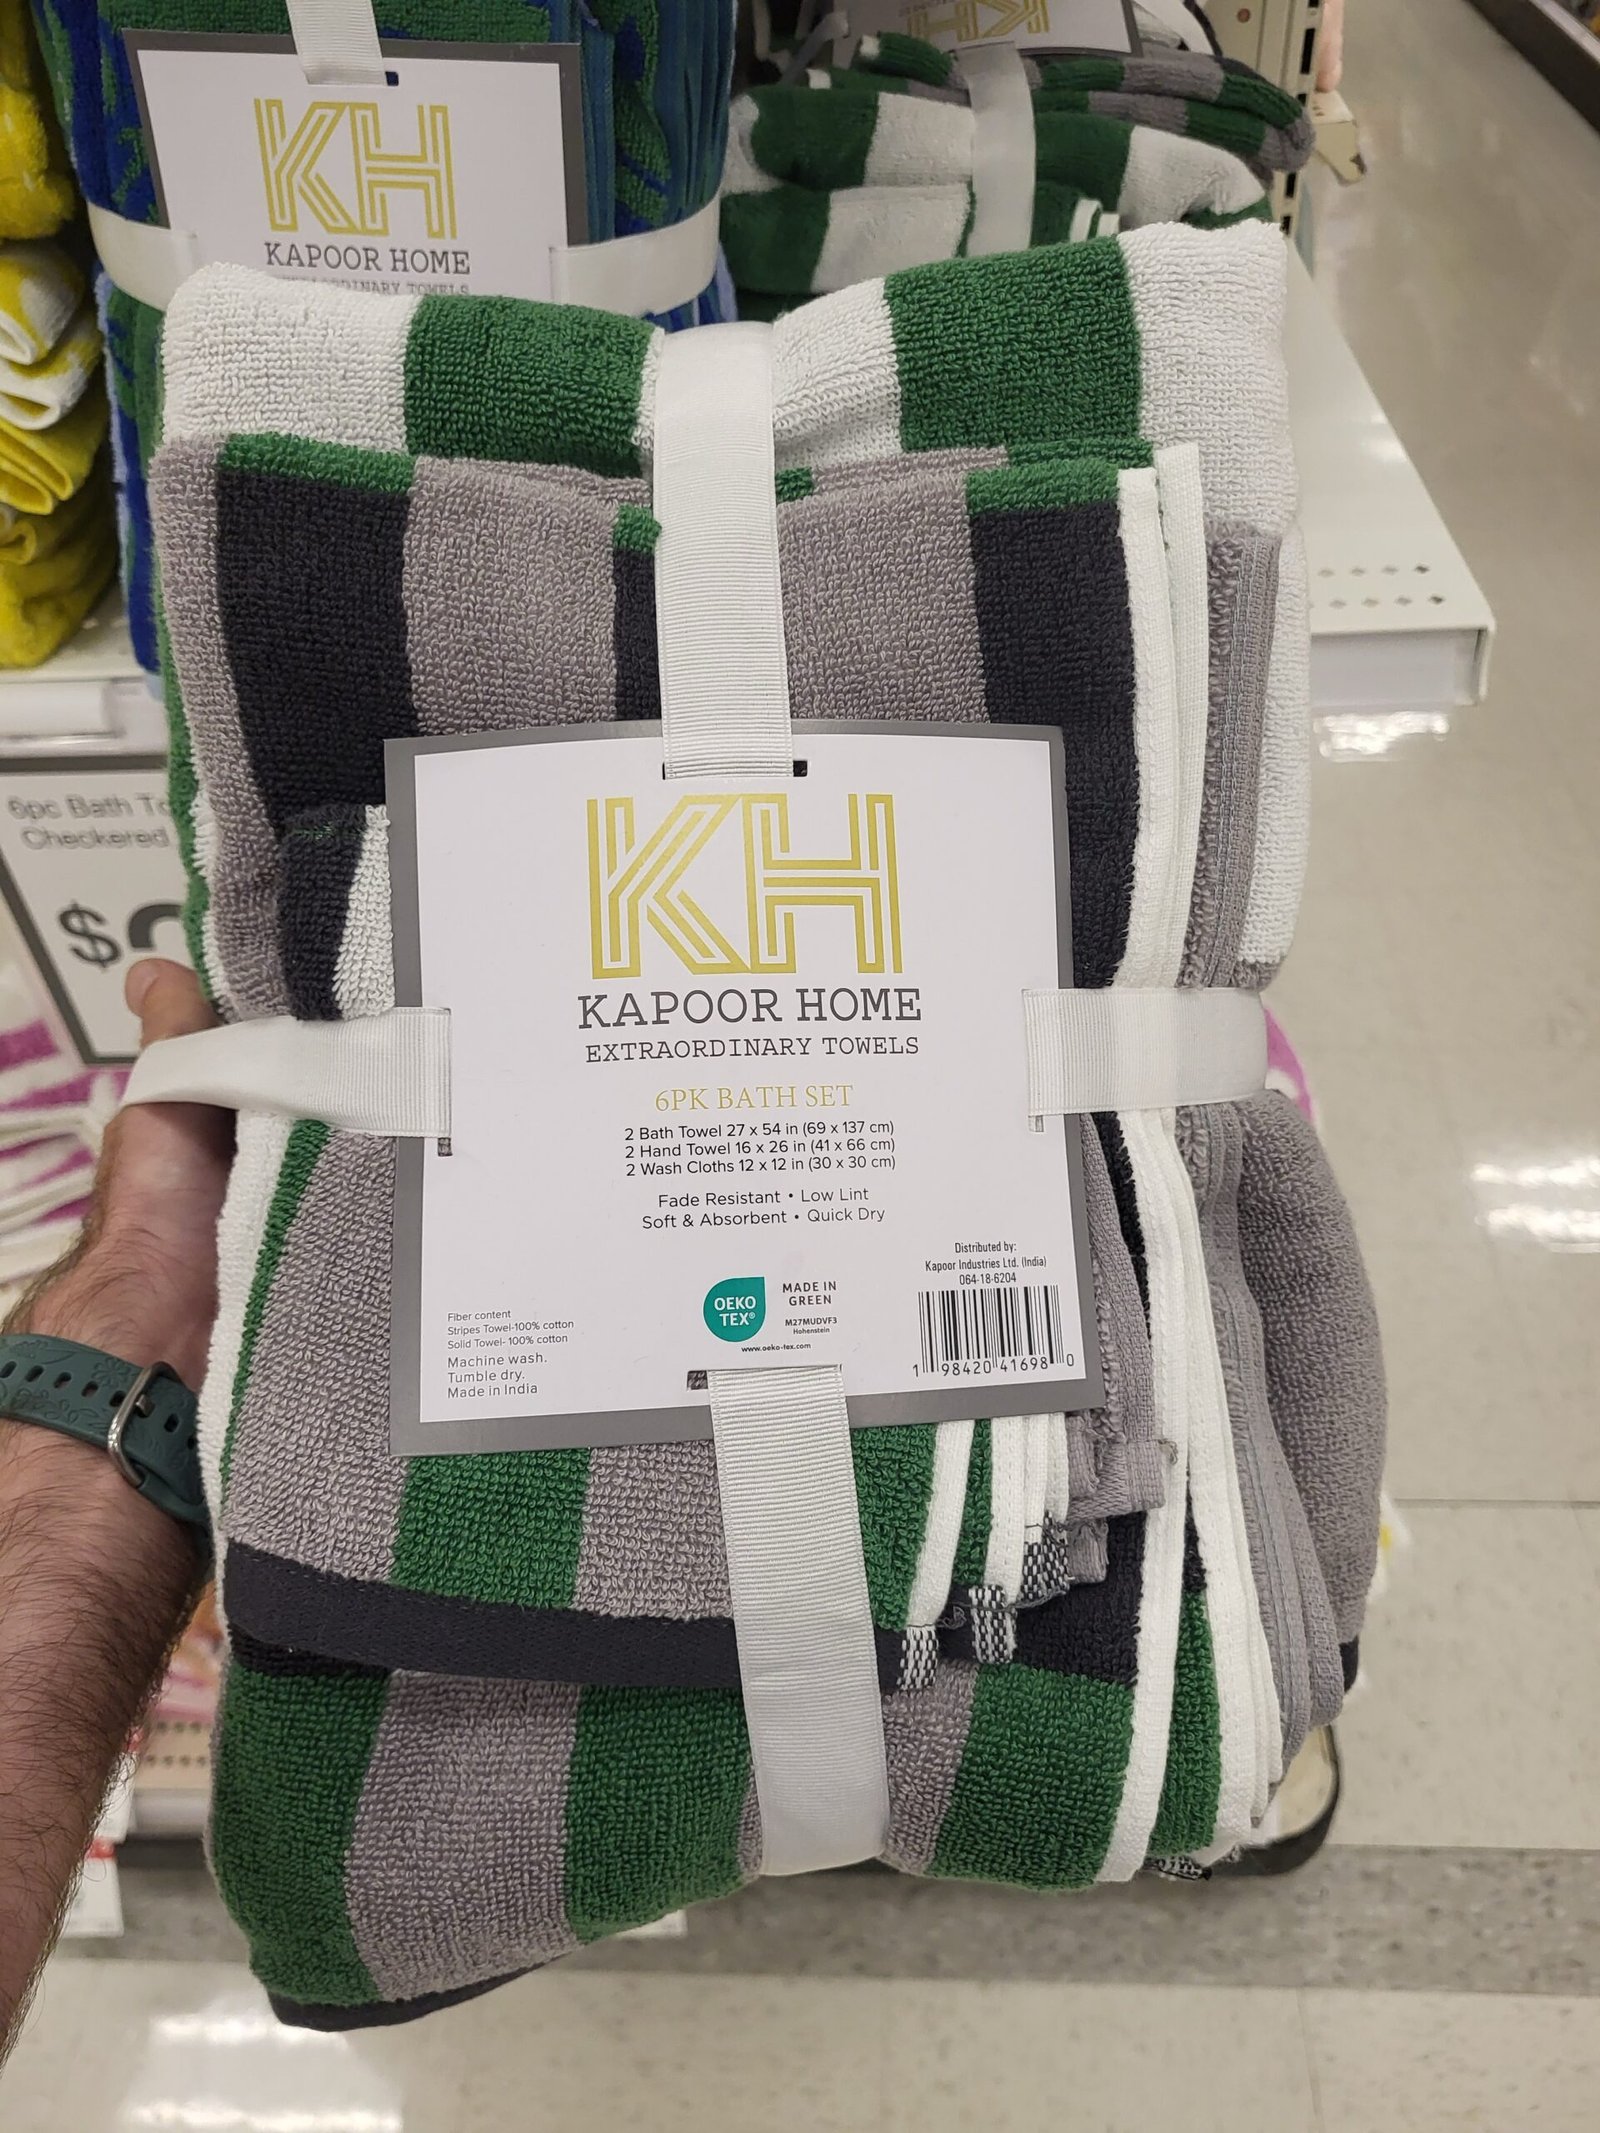 KH
KAPOOR HOME
EXTRAORDINARY TOWELS
KH
6pc Bath
Checkered
$
KH
KAPOOR HOME
EXTRAORDINARY TOWELS
6PK BATH SET
2 Bath Towel 27 x 54 in (69 x 137 cm)
2 Hand Towel 16 x 26 in (41 x 66 cm)
2 Wash Cloths 12 x 12 in (30 x 30 cm)
Fade Resistant • Low Lint
Soft & Absorbent • Quick Dry
Fiber content
Stripes Towel-100% cotton
Solid Towel- 100% cotton
Machine wash.
Tumble dry.
Made in India
OEKO
TEX®
MADE IN
GREEN
M27MUDVF3
Hohenstein
www.oeko-tex.com
Distributed by:
Kapoor Industries Ltd. (India)
064-18-6204
1 98420 41698 0